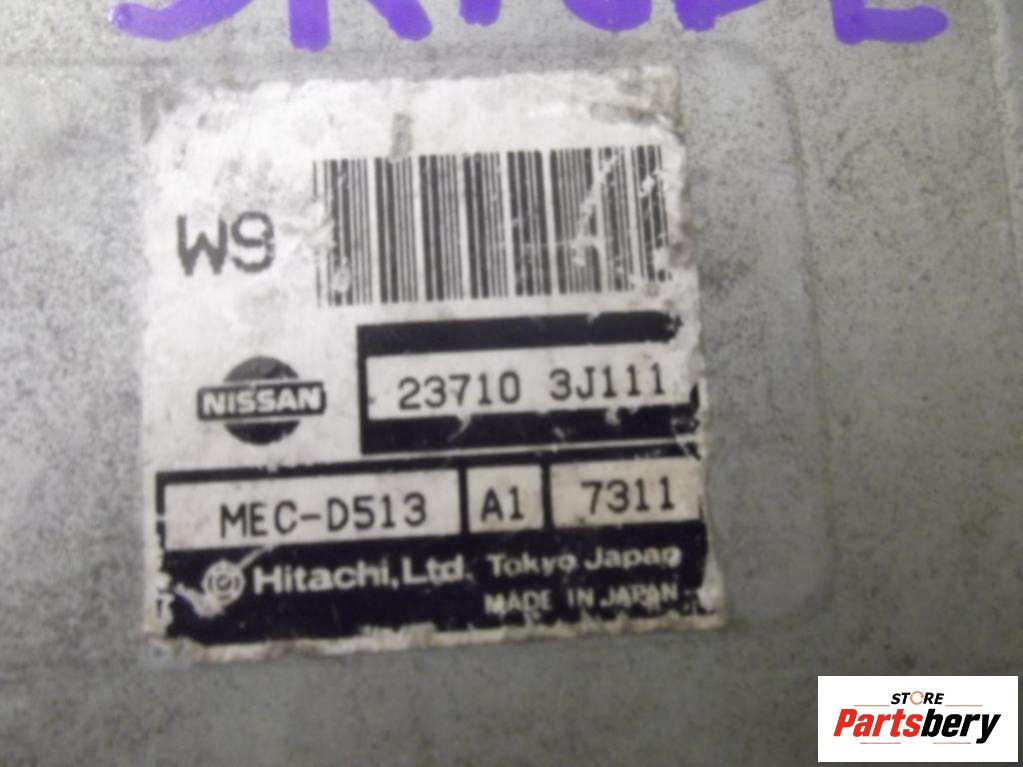 W9
NISSAN
23710 3J111
MEC-D513 A1 7311
Hitachi, Ltd. Tokyo Japan
MADE IN JAPAN
STORE
Partsbery